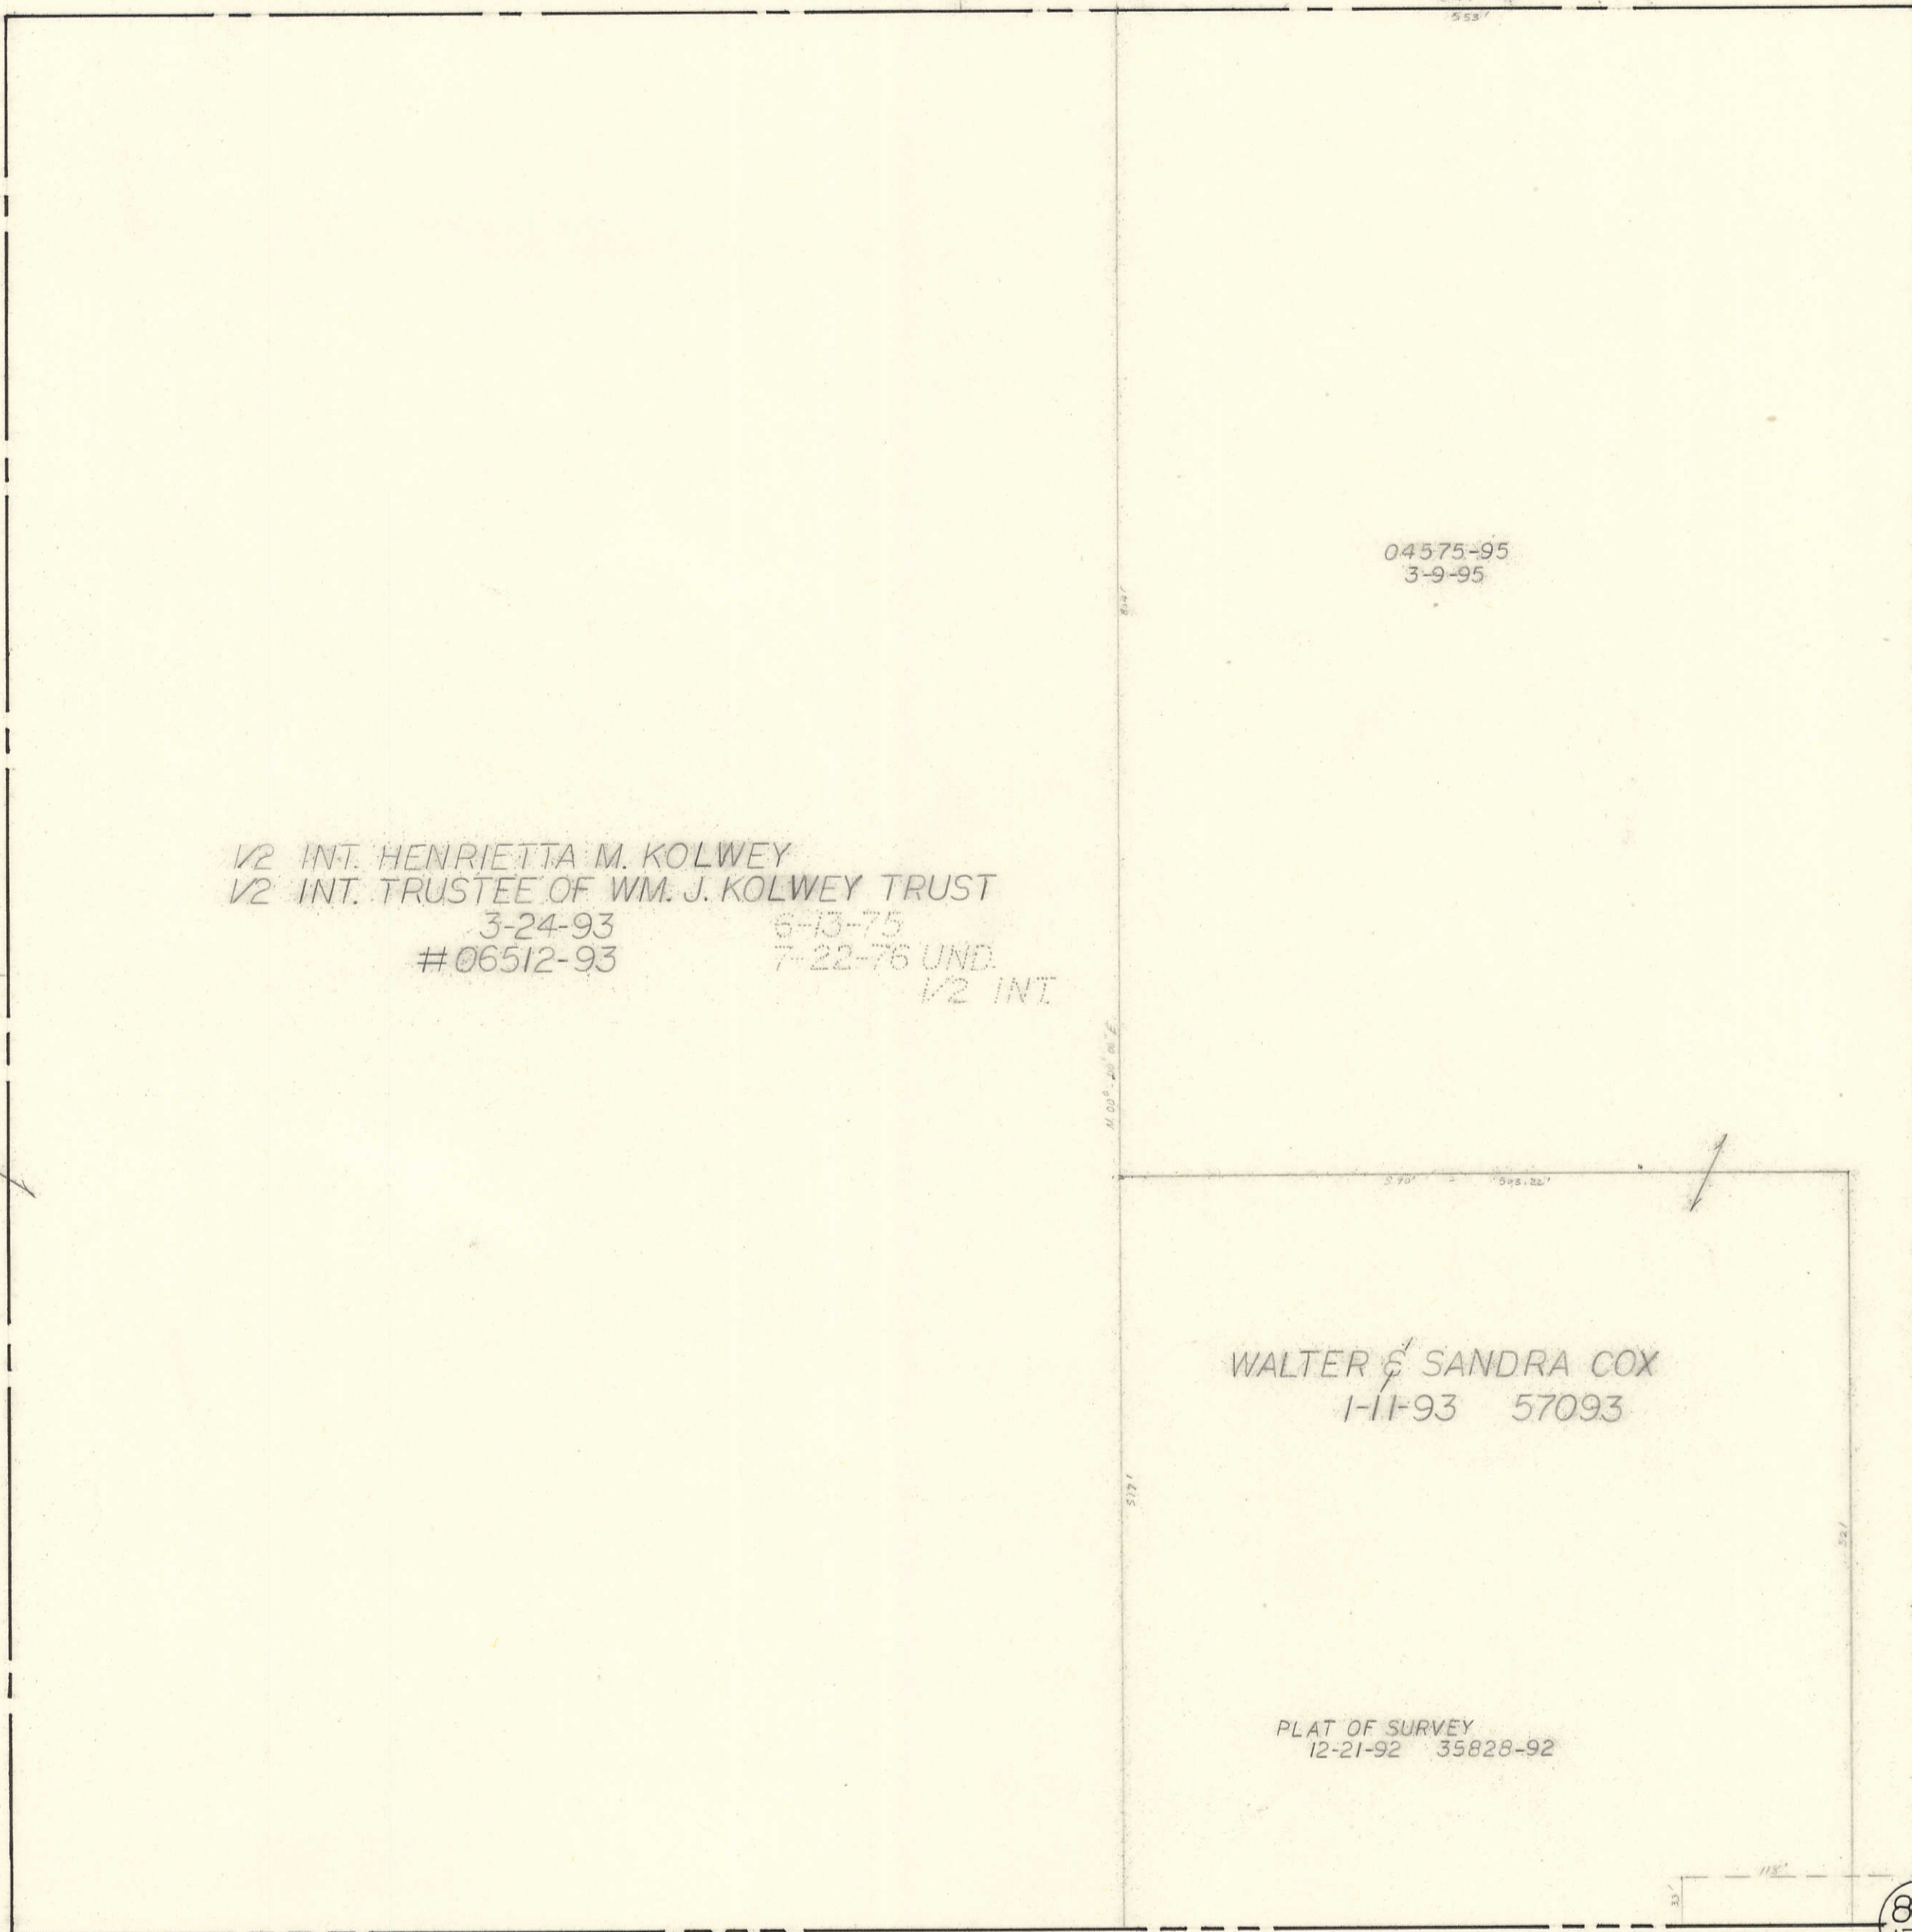 553'
04575-95
3-9-95
1/2 INT. HENRIETTA M. KOLWEY
1/2 INT. TRUSTEE OF WM. J. KOLWEY TRUST
3-24-93 6-13-75
#06512-93 7-22-76 UND.
1/2 INT.
WALTER & SANDRA COX
1-11-93 57093
517'
521
PLAT OF SURVEY
12-21-92 35828-92
118'
33'
8